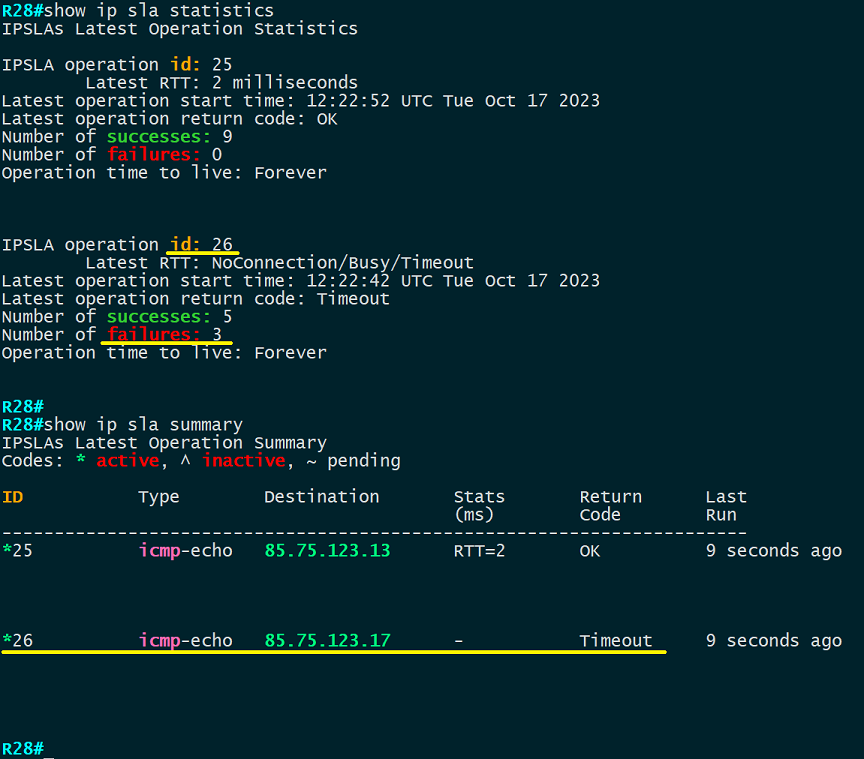 R28#show ip sla statistics
IPSLAs Latest Operation Statistics
IPSLA operation id: 25
Latest RTT: 2 milliseconds
Latest operation start time: 12:22:52 UTC Tue Oct 17 2023
Latest operation return code: OK
Number of successes: 9
Number of failures: 0
Operation time to live: Forever
IPSLA operation id: 26
Latest RTT: NoConnection/Busy/Timeout
Latest operation start time: 12:22:42 UTC Tue Oct 17 2023
Latest operation return code: Timeout
Number of successes: 5
Number of failures: 3
Operation time to live: Forever
R28#
R28#show ip sla summary
IPSLAs Latest Operation Summary
Codes: * active, ^ inactive, ~ pending
ID Type Destination Stats Return Last
(ms) Code Run
-----------------------------------------------------------------------
*25 icmp-echo 85.75.123.13 RTT=2 OK 9 seconds ago
*26 icmp-echo 85.75.123.17 - Timeout 9 seconds ago
R28#